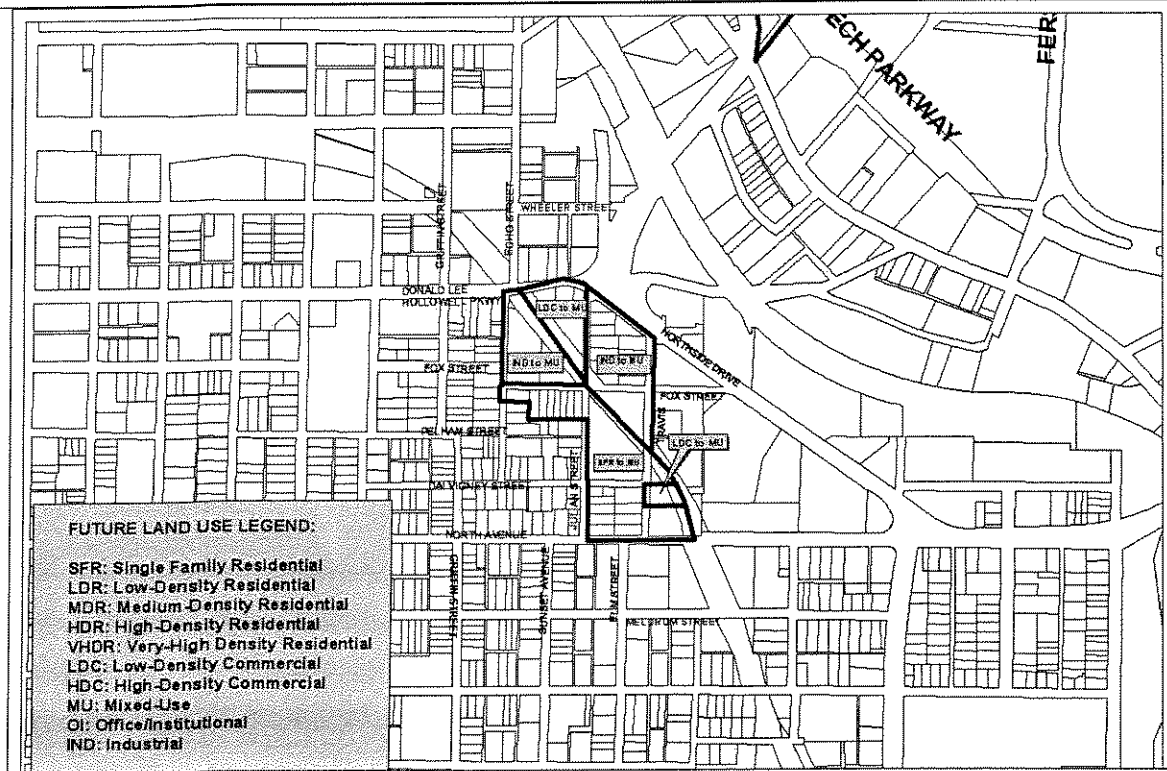 ECH PARKWAY
FER
GRIFFIN STREET
ECHO STREET
WHEELER STREET
DONALD LEE
HOLLOWELL PKWY
LDC to MU
IND to MU
IND to MU
NORTHSIDE DRIVE
FOX STREET
FOX STREET
TRAVIS
PELHAM STREET
LDC to MU
SFR to MU
JULIAN STREET
NORTH AVENUE
GRIFFIN STREET
SUNSET AVENUE
ELM STREET
MELDRUM STREET
FUTURE LAND USE LEGEND:
SFR: Single Family Residential
LDR: Low-Density Residential
MDR: Medium-Density Residential
HDR: High-Density Residential
VHDR: Very-High Density Residential
LDC: Low-Density Commercial
HDC: High-Density Commercial
MU: Mixed-Use
OI: Office/Institutional
IND: Industrial